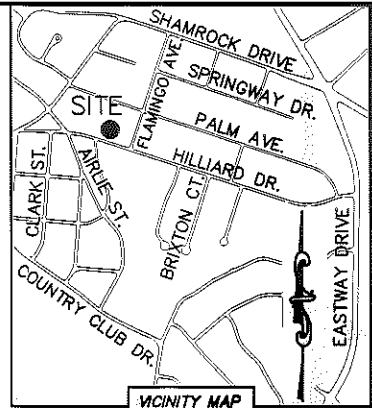 SHAMROCK DRIVE
FLAMINGO AVE.
SPRINGWAY DR.
SITE
PALM AVE.
HILLIARD DR.
CLARK ST.
AIRLIE ST.
BRIXTON CT.
EASTWAY DRIVE
COUNTRY CLUB DR.
VICINITY MAP